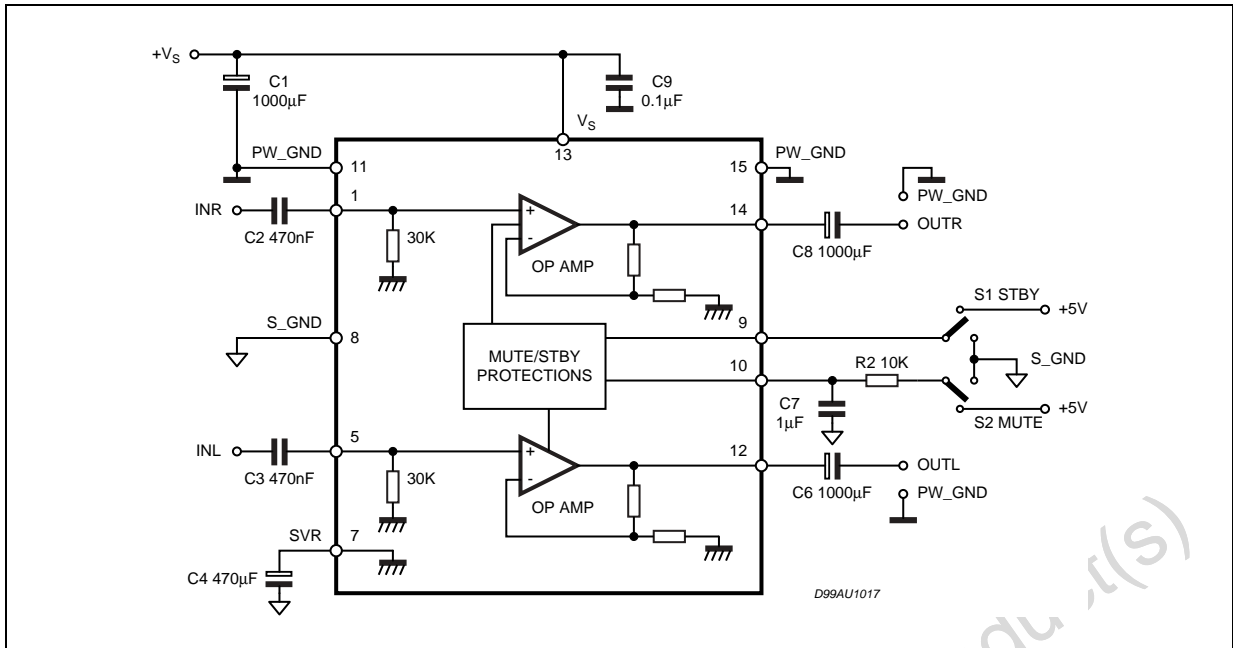 +VS
C1
1000µF
C9
0.1µF
VS
13
PW_GND
11
15
PW_GND
INR
1
C2 470nF
30K
OP AMP
14
C8 1000µF
PW_GND
OUTR
S_GND
8
MUTE/STBY
PROTECTIONS
9
10
S1 STBY
+5V
S_GND
R2 10K
C7
1µF
S2 MUTE
+5V
INL
5
C3 470nF
30K
OP AMP
12
C6 1000µF
OUTL
PW_GND
SVR
7
C4 470µF
D99AU1017